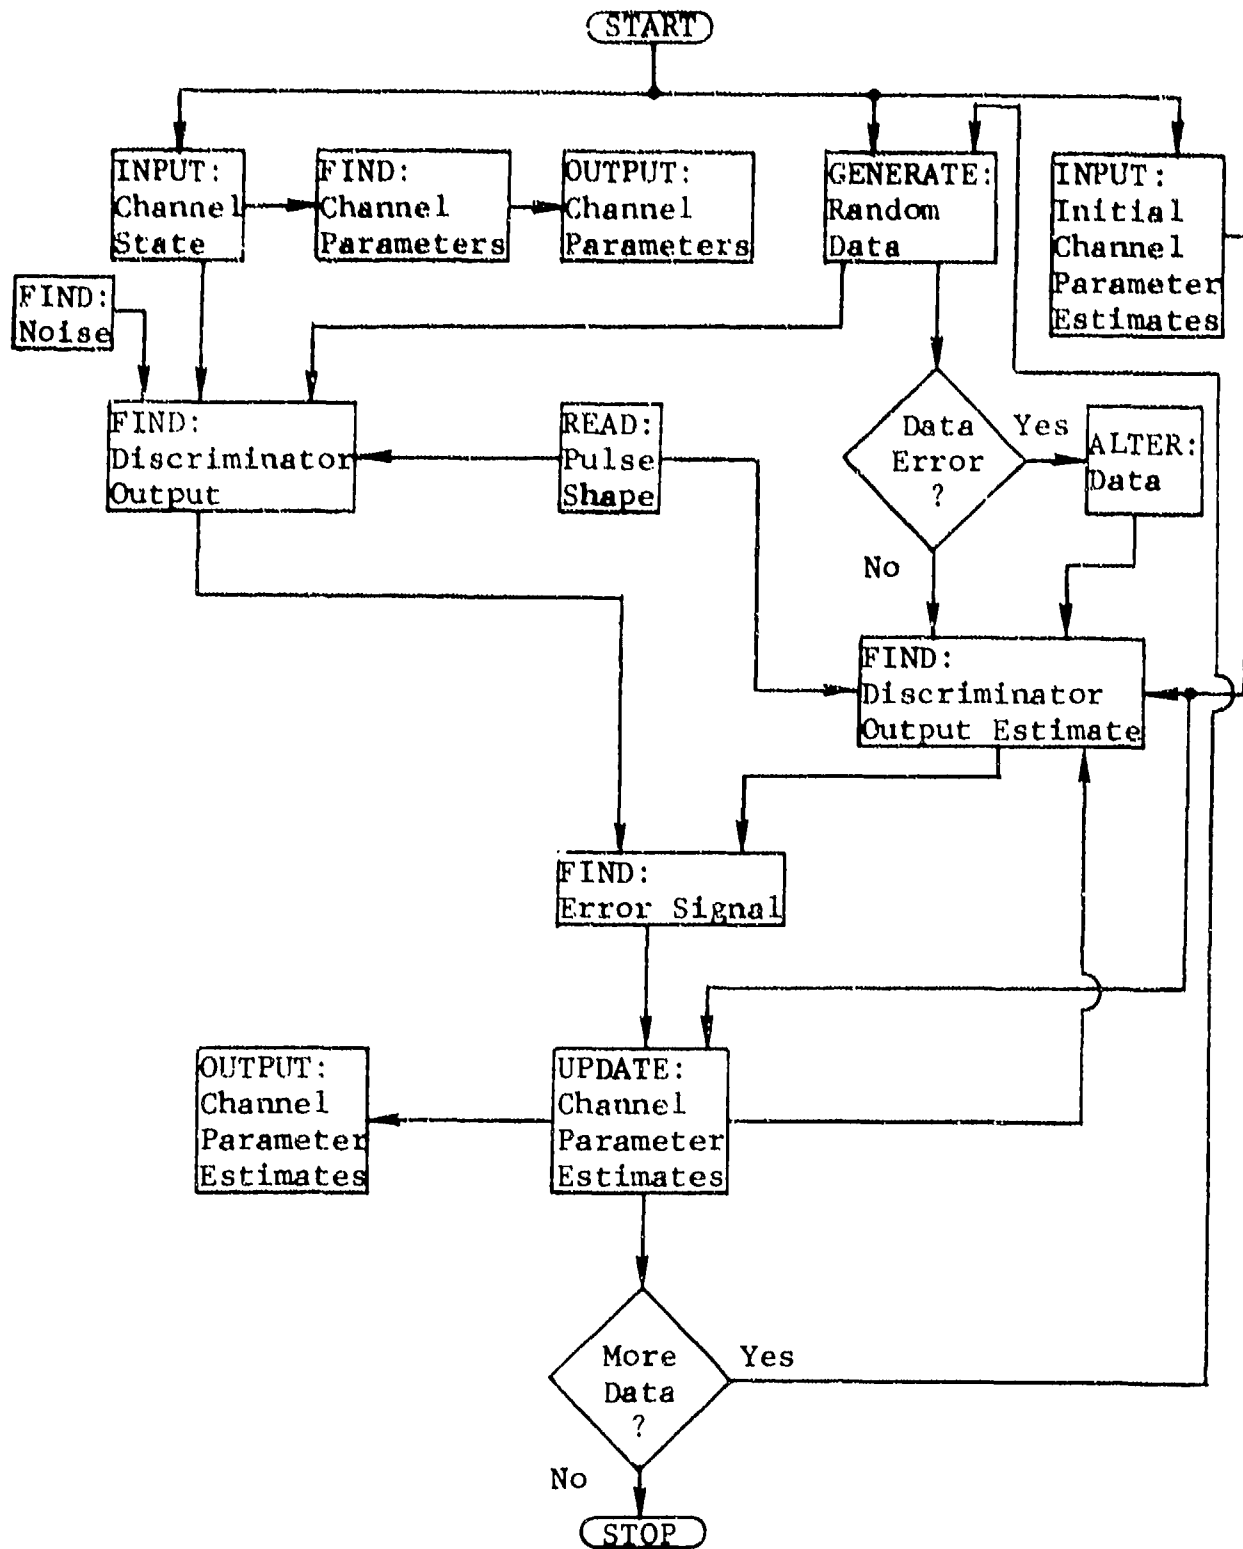 START
INPUT:
Channel
State
FIND:
Channel
Parameters
OUTPUT:
Channel
Parameters
GENERATE:
Random
Data
INPUT:
Initial
Channel
Parameter
Estimates
FIND:
Noise
FIND:
Discriminator
Output
READ:
Pulse
Shape
Data
Error
?
Yes
ALTER:
Data
No
FIND:
Discriminator
Output Estimate
FIND:
Error Signal
OUTPUT:
Channel
Parameter
Estimates
UPDATE:
Channel
Parameter
Estimates
More
Data
?
Yes
No
STOP